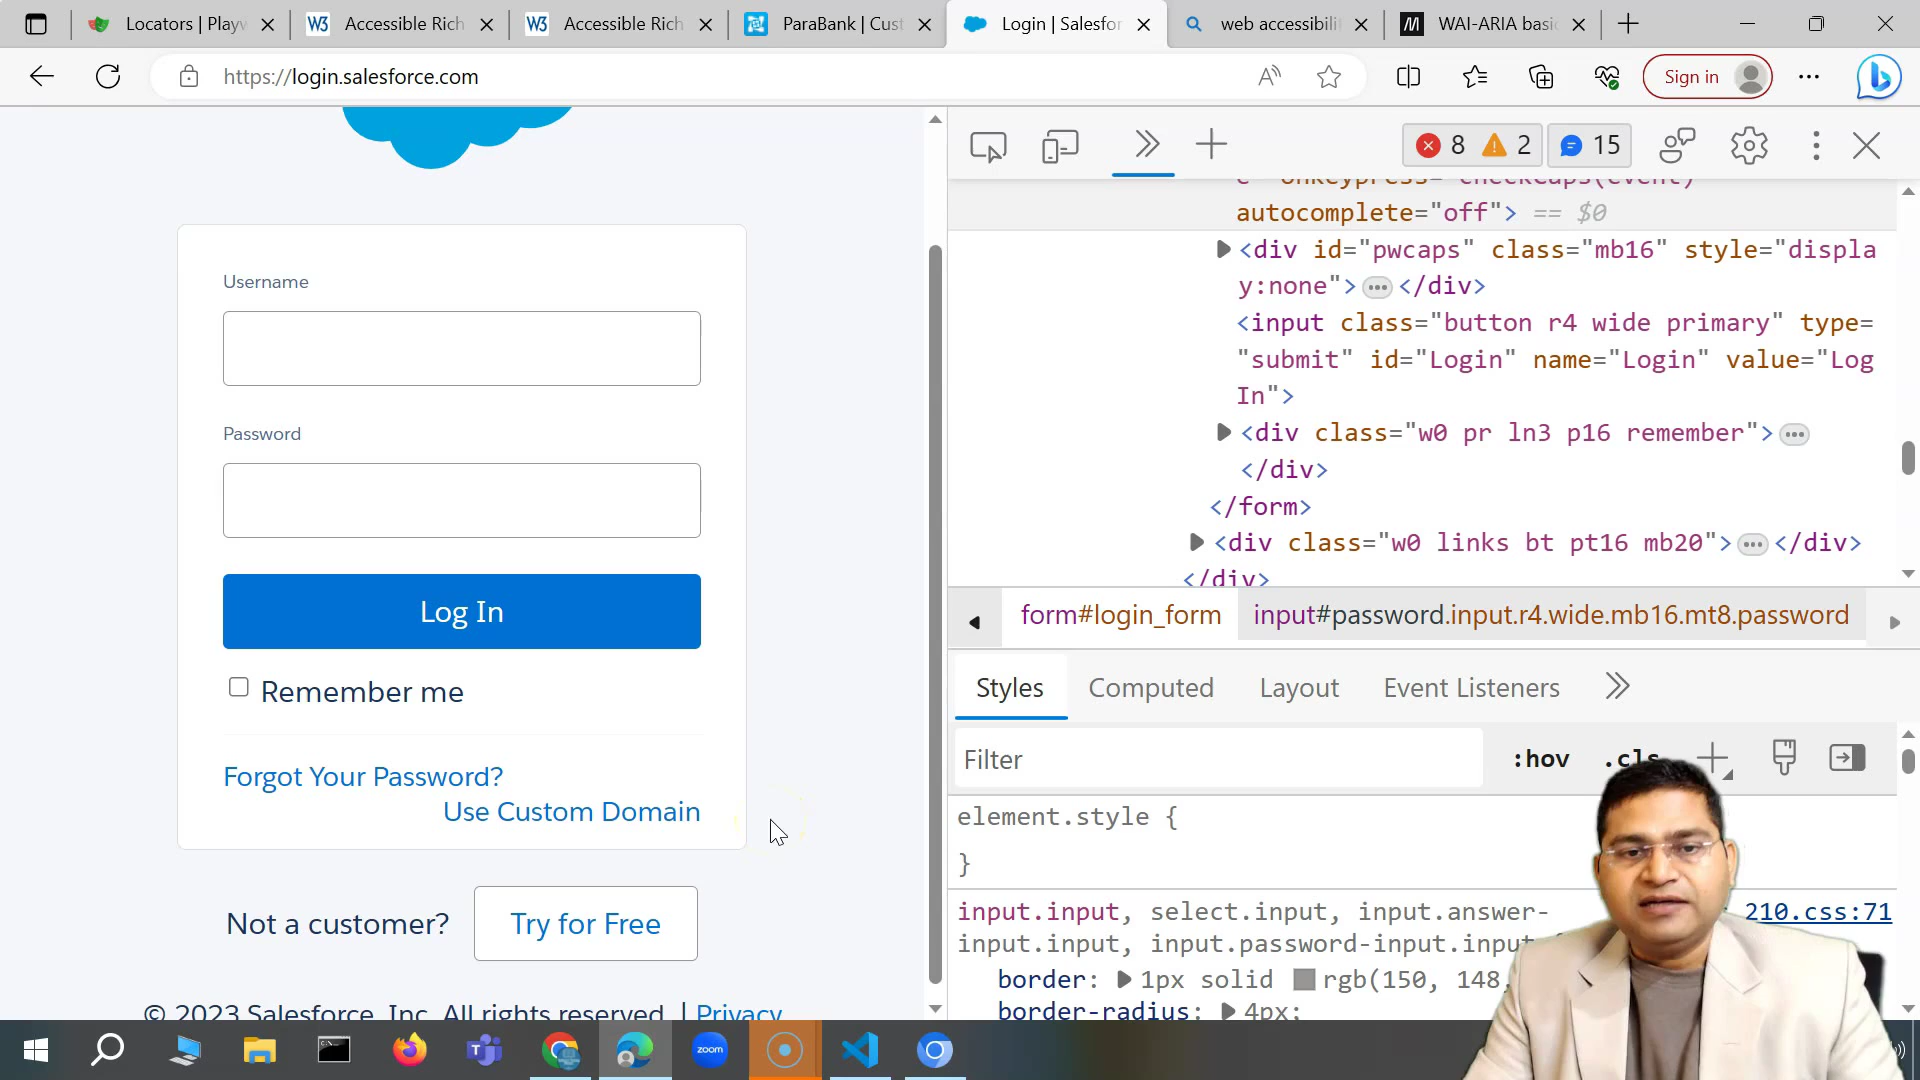 Locators | Playw
Accessible Rich
Accessible Rich
ParaBank | Cust
Login | Salesfor
web accessibili
WAI-ARIA basic
https://login.salesforce.com
Sign in
8
2
15
Username
Password
Log In
Remember me
Forgot Your Password?
Use Custom Domain
Not a customer?
Try for Free
© 2023 Salesforce, Inc. All rights reserved. | Privacy
e" onkeypress="checkCaps(event)"
autocomplete="off"> == $0
<div id="pwcaps" class="mb16" style="displa
y:none"> ••• </div>
<input class="button r4 wide primary" type=
"submit" id="Login" name="Login" value="Log
In">
<div class="w0 pr ln3 p16 remember"> •••
</div>
</form>
<div class="w0 links bt pt16 mb20"> ••• </div>
</div>
form#login_form
input#password.input.r4.wide.mb16.mt8.password
Styles
Computed
Layout
Event Listeners
Filter
:hov
.cls
element.style {
}
input.input, select.input, input.answer-
210.css:71
input.input, input.password-input.input
border: 1px solid rgb(150, 148,
border-radius: 4px;
zoom